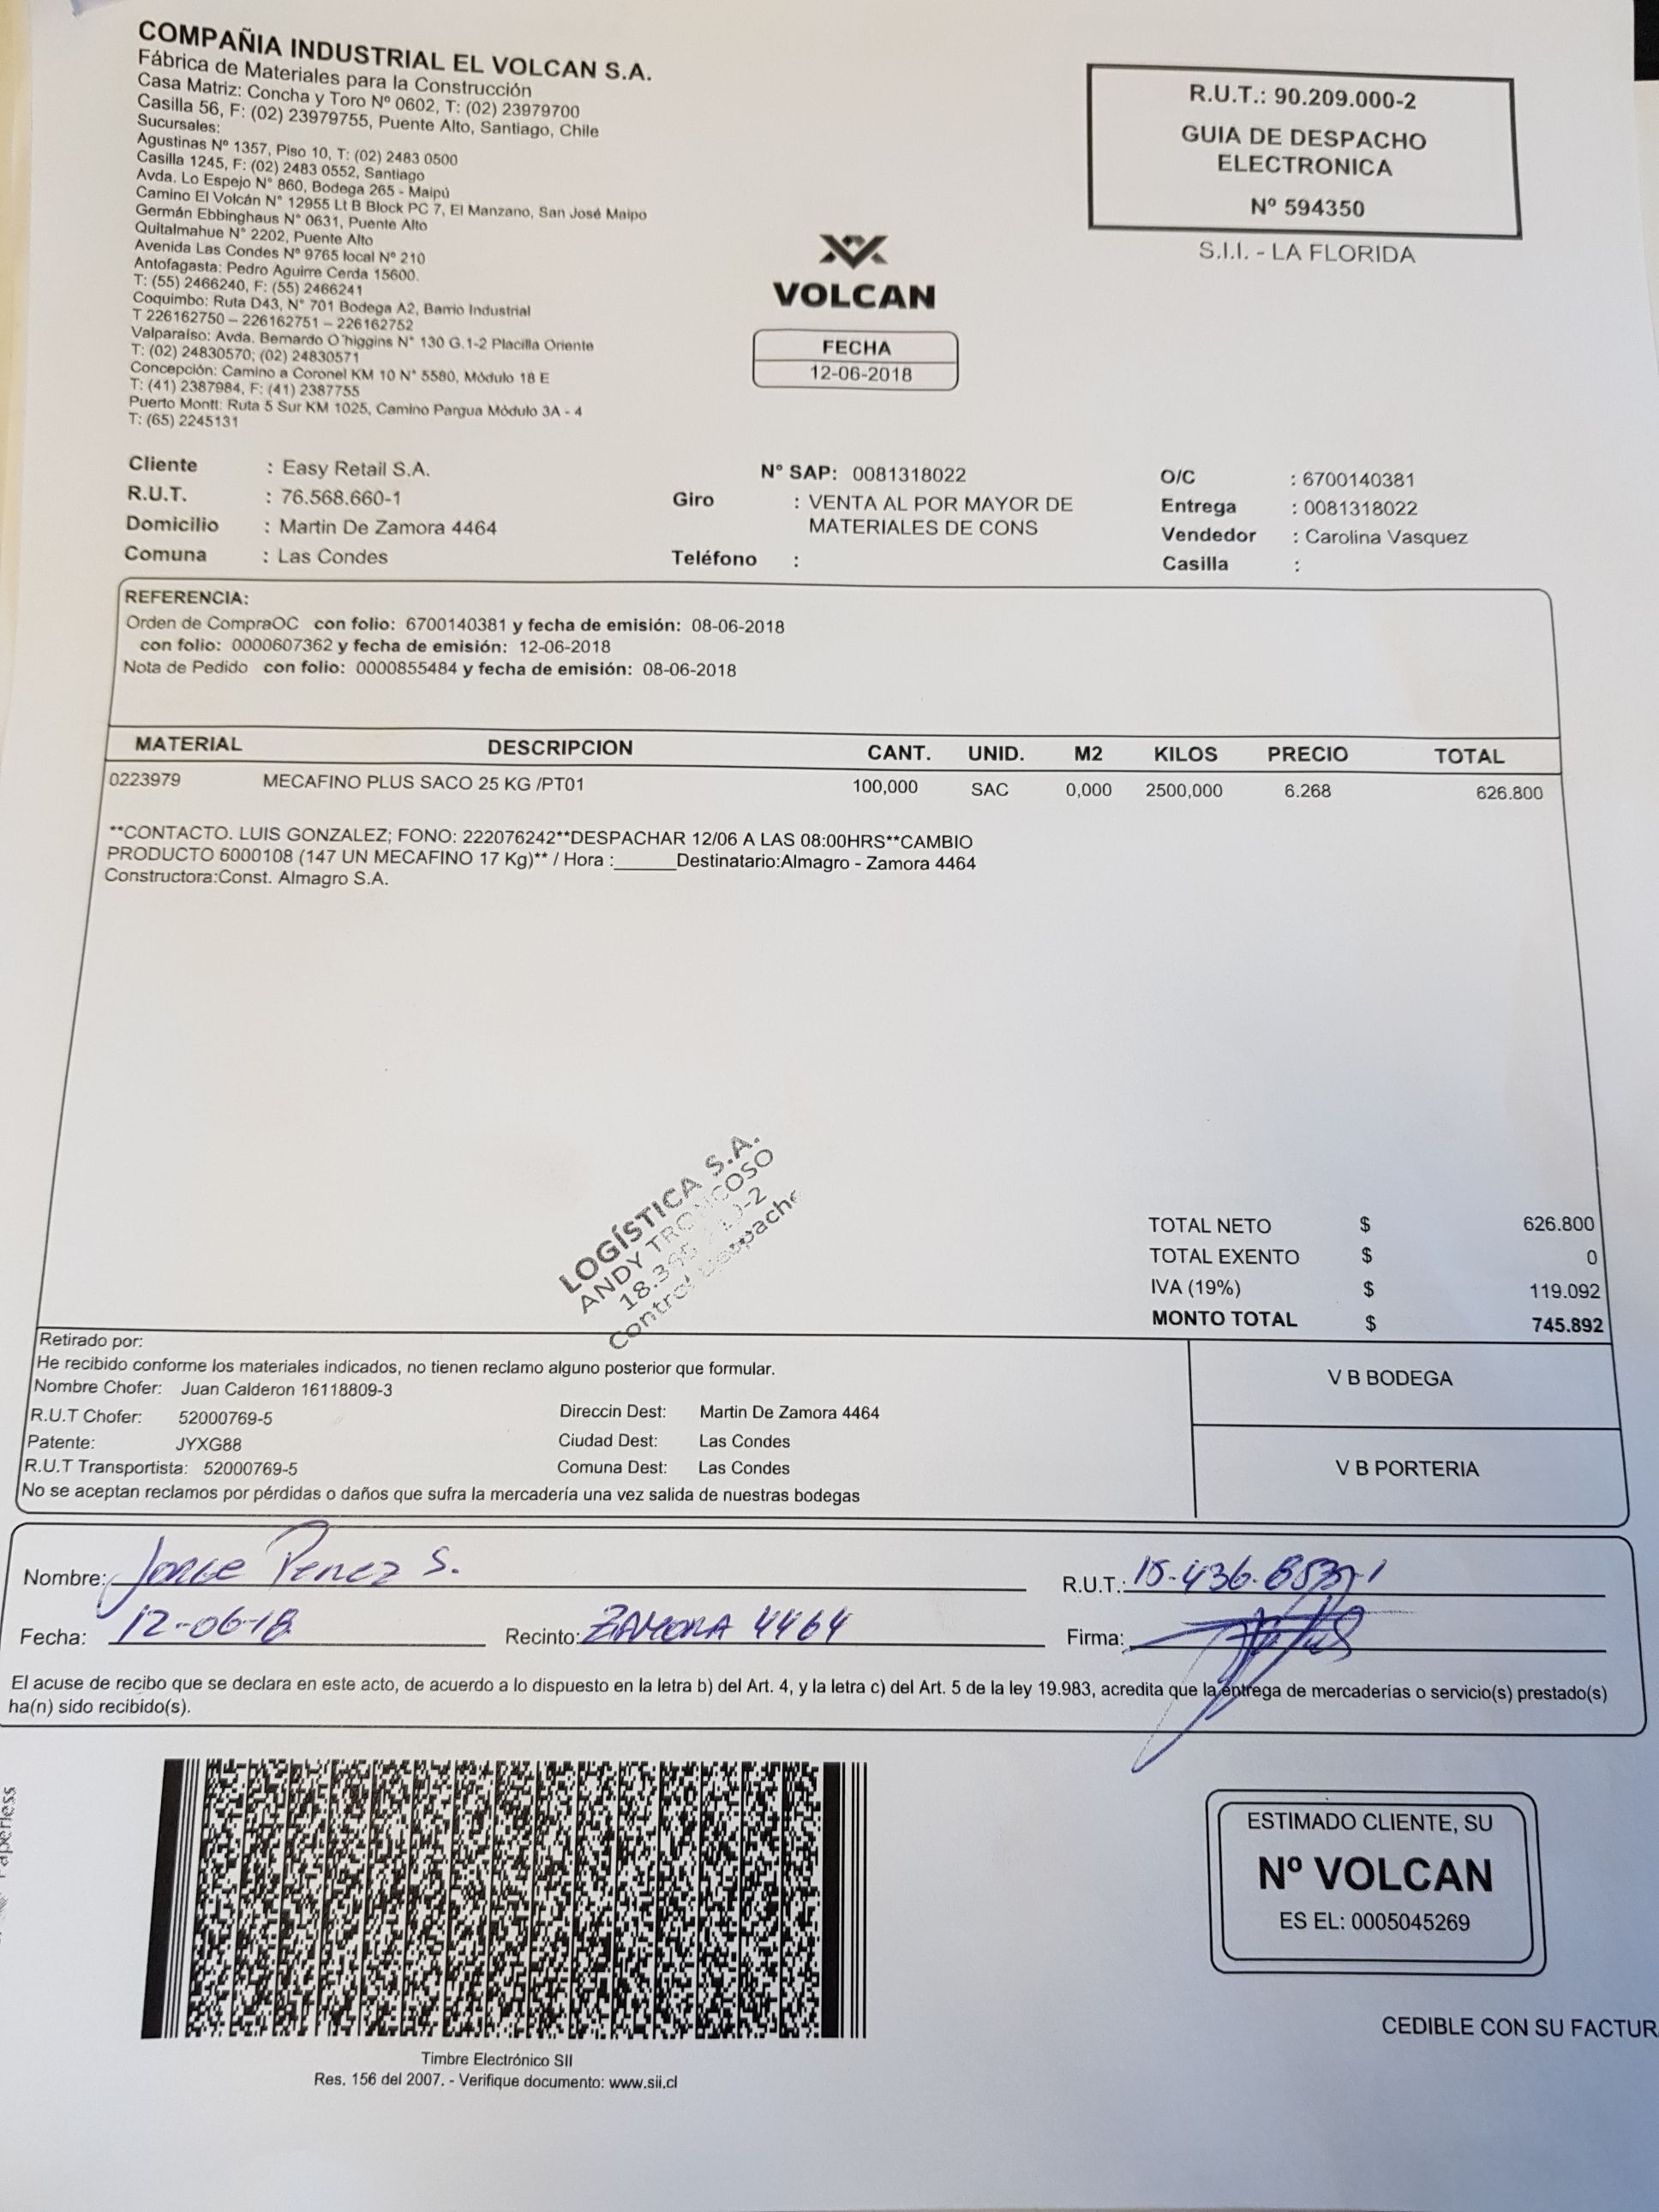 COMPAÑIA INDUSTRIAL EL VOLCAN S.A.
Fábrica de Materiales para la Construcción
Casa Matriz: Concha y Toro Nº 0602, T: (02) 23979700
Casilla 56, F: (02) 23979755, Puente Alto, Santiago, Chile
Sucursales:
Agustinas Nº 1357, Piso 10, T: (02) 2483 0500
Casilla 1245, F: (02) 2483 0552, Santiago
Avda. Lo Espejo N° 860, Bodega 265 - Maipú
Camino El Volcán N° 12955 Lt B Block PC 7, El Manzano, San José Maipo
Germán Ebbinghaus N° 0631, Puente Alto
Quitalmahue N° 2202, Puente Alto
Avenida Las Condes Nº 9765 local Nº 210
Antofagasta: Pedro Aguirre Cerda 15600.
T: (55) 2466240, F: (55) 2466241
Coquimbo: Ruta D43, N° 701 Bodega A2, Barrio Industrial
T 226162750 – 226162751 – 226162752
Valparaíso: Avda. Bernardo O´higgins N° 130 G.1-2 Placilla Oriente
T: (02) 24830570; (02) 24830571
Concepción: Camino a Coronel KM 10 N° 5580, Módulo 18 E
T: (41) 2387984, F: (41) 2387755
Puerto Montt: Ruta 5 Sur KM 1025, Camino Pargua Mòdulo 3A - 4
T: (65) 2245131
R.U.T.: 90.209.000-2
GUIA DE DESPACHO
ELECTRONICA
Nº 594350
S.I.I. - LA FLORIDA
VOLCAN
FECHA
12-06-2018
Cliente : Easy Retail S.A.
R.U.T. : 76.568.660-1
Domicilio : Martin De Zamora 4464
Comuna : Las Condes
N° SAP: 0081318022
Giro : VENTA AL POR MAYOR DE
MATERIALES DE CONS
Teléfono :
O/C : 6700140381
Entrega : 0081318022
Vendedor : Carolina Vasquez
Casilla :
REFERENCIA:
Orden de CompraOC con folio: 6700140381 y fecha de emisión: 08-06-2018
con folio: 0000607362 y fecha de emisión: 12-06-2018
Nota de Pedido con folio: 0000855484 y fecha de emisión: 08-06-2018
MATERIAL DESCRIPCION CANT. UNID. M2 KILOS PRECIO TOTAL
0223979 MECAFINO PLUS SACO 25 KG /PT01 100,000 SAC 0,000 2500,000 6.268 626.800
**CONTACTO. LUIS GONZALEZ; FONO: 222076242**DESPACHAR 12/06 A LAS 08:00HRS**CAMBIO
PRODUCTO 6000108 (147 UN MECAFINO 17 Kg)** / Hora :______Destinatario:Almagro - Zamora 4464
Constructora:Const. Almagro S.A.
LOGÍSTICA S.A.
ANDY TRONCOSO
Control Despacho
TOTAL NETO $ 626.800
TOTAL EXENTO $ 0
IVA (19%) $ 119.092
MONTO TOTAL $ 745.892
Retirado por:
He recibido conforme los materiales indicados, no tienen reclamo alguno posterior que formular.
Nombre Chofer: Juan Calderon 16118809-3
R.U.T Chofer: 52000769-5 Direccin Dest: Martin De Zamora 4464
Patente: JYXG88 Ciudad Dest: Las Condes
R.U.T Transportista: 52000769-5 Comuna Dest: Las Condes
No se aceptan reclamos por pérdidas o daños que sufra la mercadería una vez salida de nuestras bodegas
V B BODEGA
V B PORTERIA
Nombre: Jorge Perez S. R.U.T.:
Fecha: 12-06-18 Recinto: ZAMORA 4464 Firma:
El acuse de recibo que se declara en este acto, de acuerdo a lo dispuesto en la letra b) del Art. 4, y la letra c) del Art. 5 de la ley 19.983, acredita que la entrega de mercaderias o servicio(s) prestado(s)
ha(n) sido recibido(s).
Timbre Electrónico SII
Res. 156 del 2007. - Verifique documento: www.sii.cl
ESTIMADO CLIENTE, SU
Nº VOLCAN
ES EL: 0005045269
CEDIBLE CON SU FACTUR